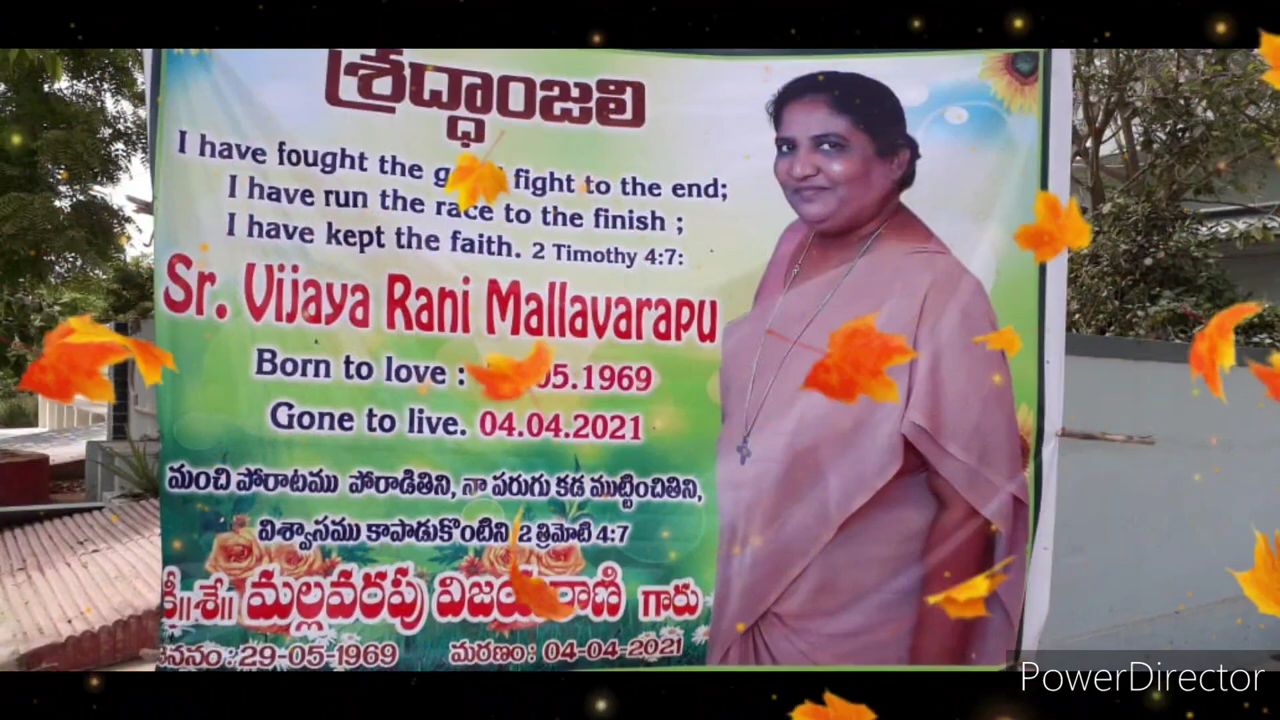 శ్రద్ధాంజలి
I have fought the fight to the end;
I have run the race to the finish ;
I have kept the faith. 2 Timothy 4:7:
Sr. Vijaya Rani Mallavarapu
Born to love : 05.1969
Gone to live. 04.04.2021
మంచి పోరాటము పోరాడితిని, నా పరుగు కడ ముట్టించితిని,
విశ్వాసము కాపాడుకొంటిని 2 త్రిమోటి 4:7
కీ॥శే॥ మల్లవరపు విజయరాణి గారు
జననం : 29-05-1969 మరణం : 04-04-2021
PowerDirector